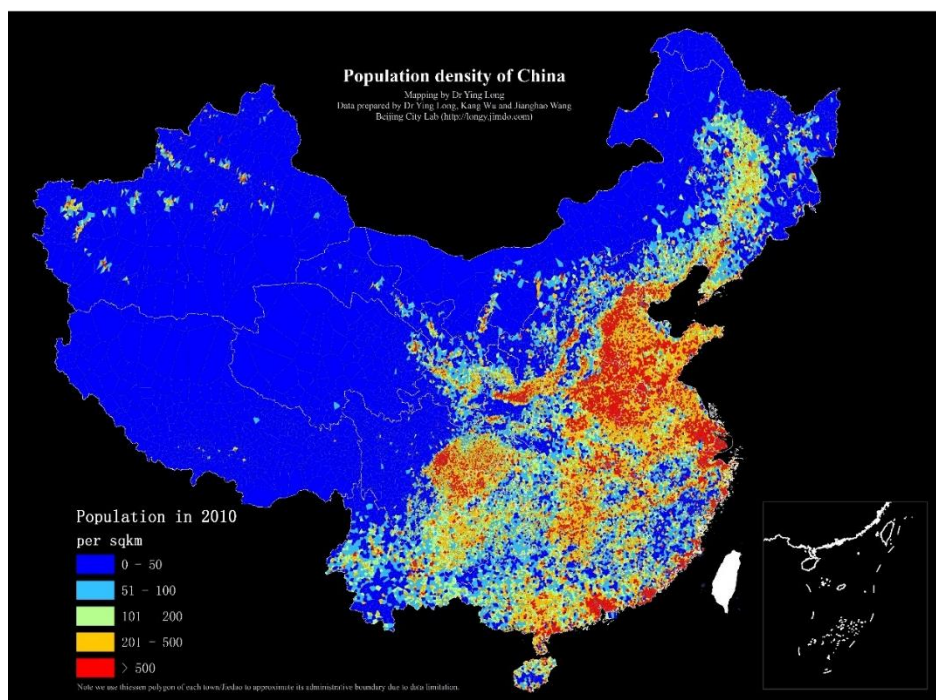 Population density of China
Mapping by Dr Ying Long
Data prepared by Dr Ying Long, Kang Wu and Jianghao Wang
Beijing City Lab (http://longy.jimdo.com)
Population in 2010
per sqkm
0 - 50
51 - 100
101 200
201 - 500
> 500
Note we use thiessen polygon of each town/Jiedao to approximate its administrative boundary due to data limitation.